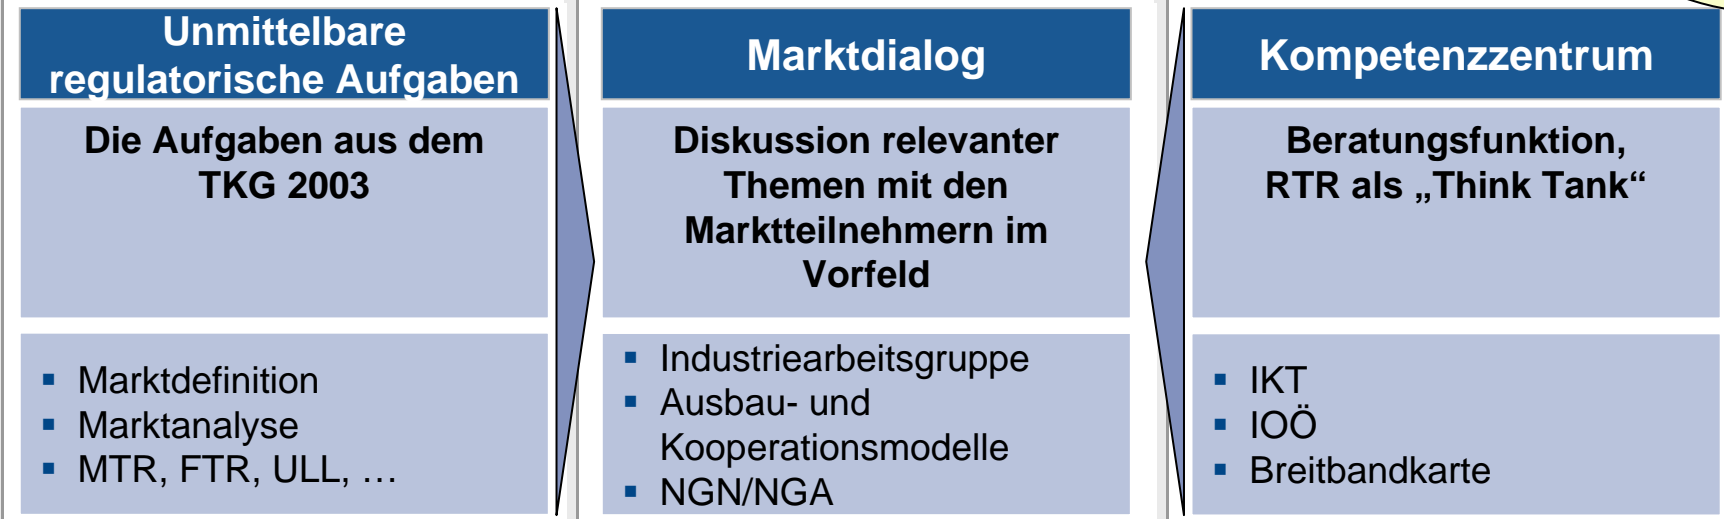 Unmittelbare
regulatorische Aufgaben
Die Aufgaben aus dem
TKG 2003
Marktdefinition
Marktanalyse
MTR, FTR, ULL, …
Marktdialog
Diskussion relevanter
Themen mit den
Marktteilnehmern im
Vorfeld
Industriearbeitsgruppe
Ausbau- und
Kooperationsmodelle
NGN/NGA
Kompetenzzentrum
Beratungsfunktion,
RTR als „Think Tank“
IKT
IOÖ
Breitbandkarte